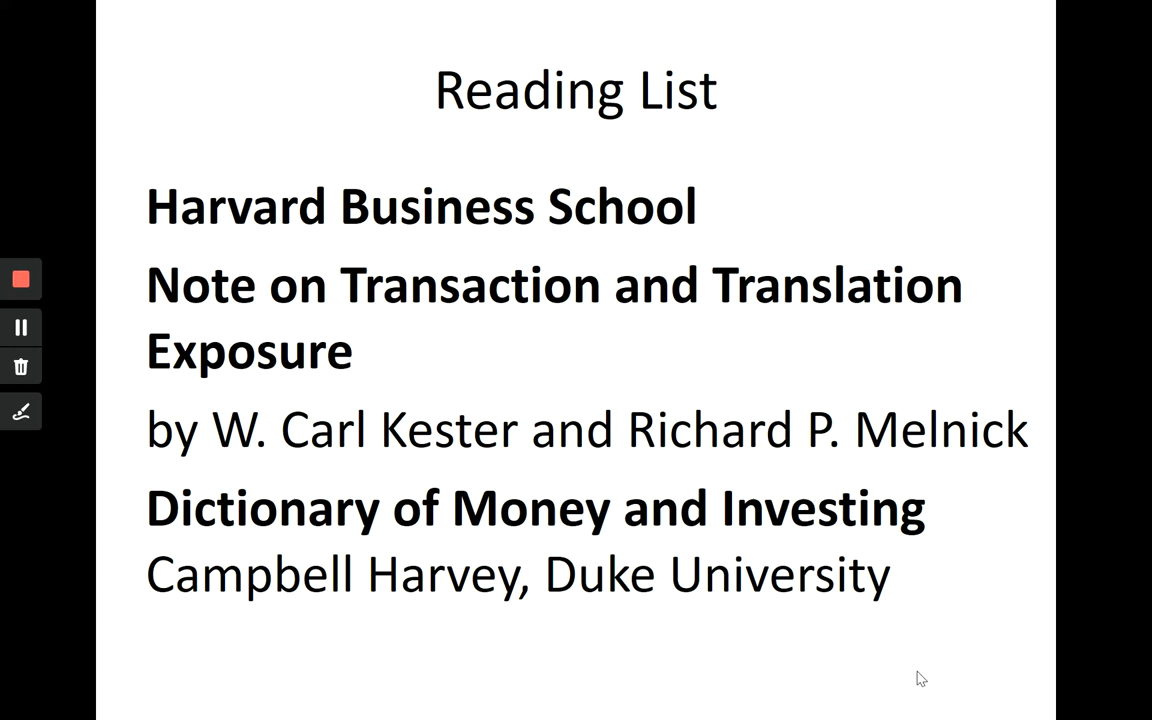 Reading List
Harvard Business School
Note on Transaction and Translation
Exposure
by W. Carl Kester and Richard P. Melnick
Dictionary of Money and Investing
Campbell Harvey, Duke University